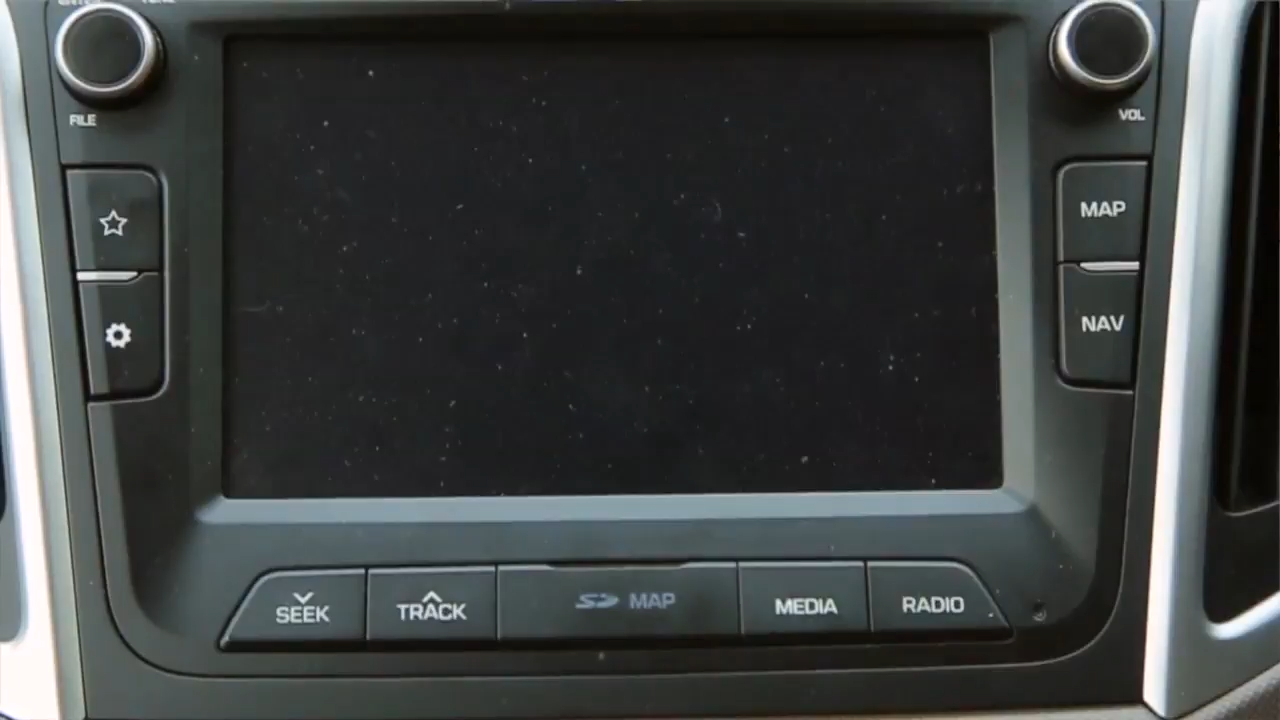 FILE
VOL
MAP
NAV
SEEK
TRACK
SD MAP
MEDIA
RADIO